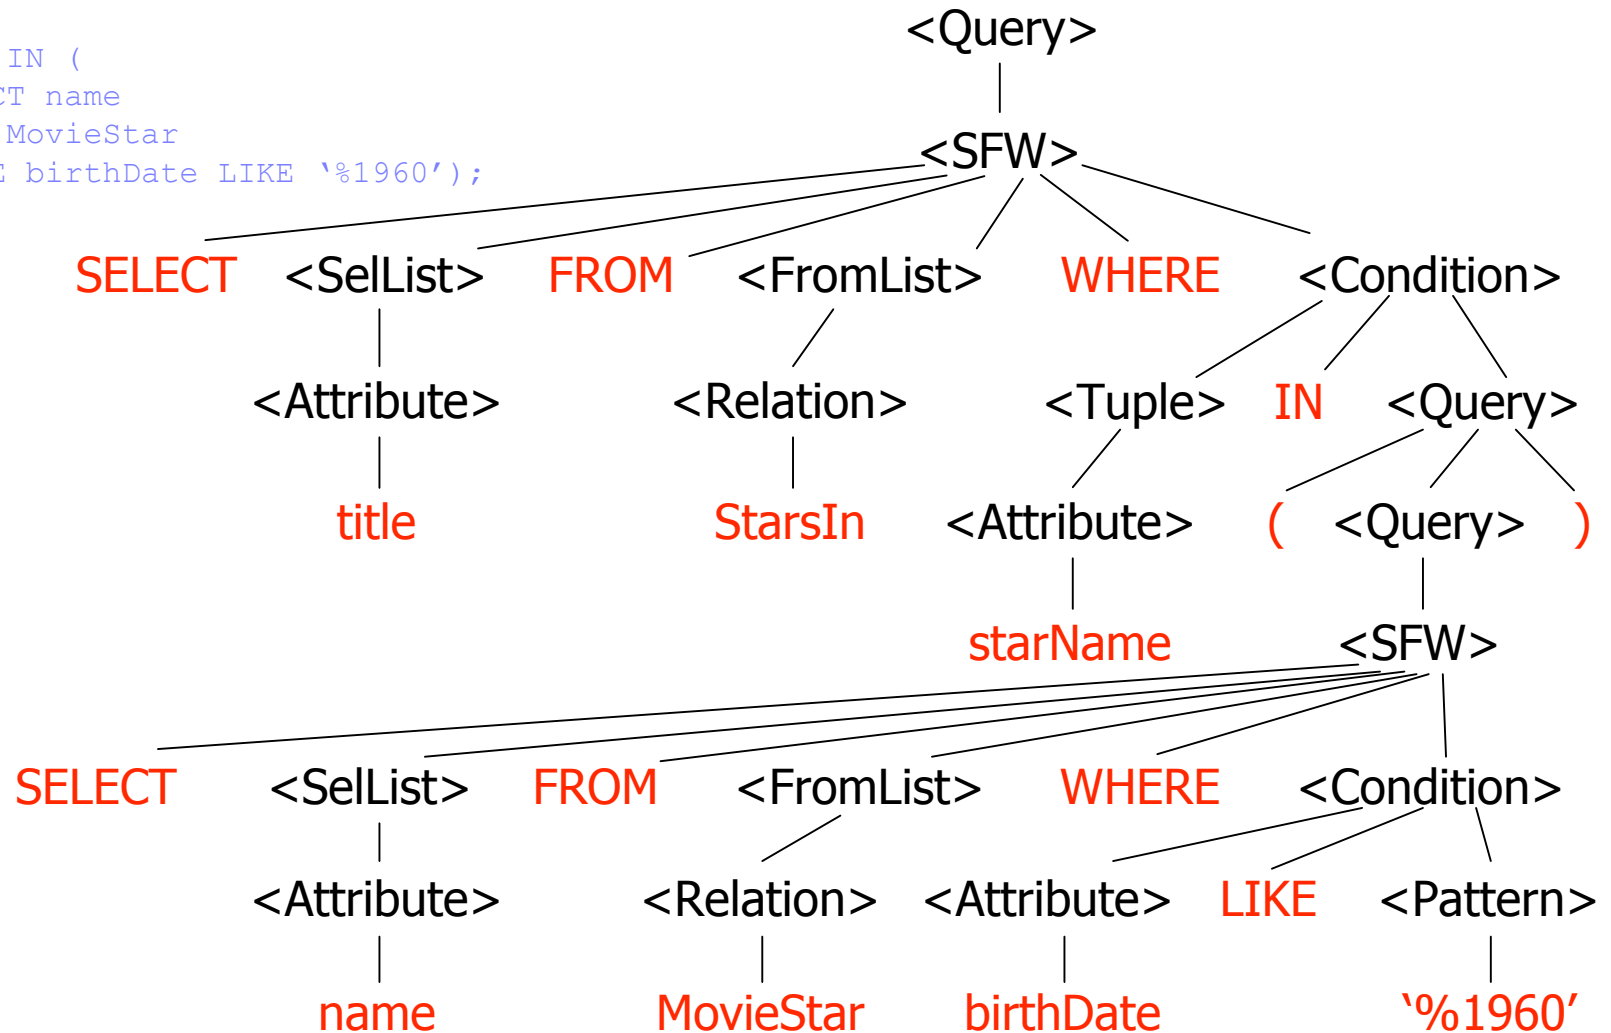 <Query>
IN (
CT name
MovieStar
E birthDate LIKE ‘%1960’);
<SFW>
SELECT <SelList> FROM <FromList> WHERE <Condition>
<Attribute> <Relation> <Tuple> IN <Query>
title StarsIn <Attribute> ( <Query> )
starName <SFW>
SELECT <SelList> FROM <FromList> WHERE <Condition>
<Attribute> <Relation> <Attribute> LIKE <Pattern>
name MovieStar birthDate ‘%1960’